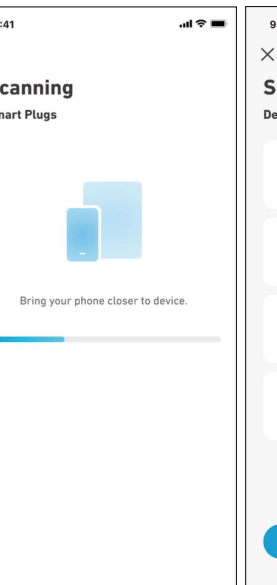 :41
canning
mart Plugs
Bring your phone closer to device.
9
S
De